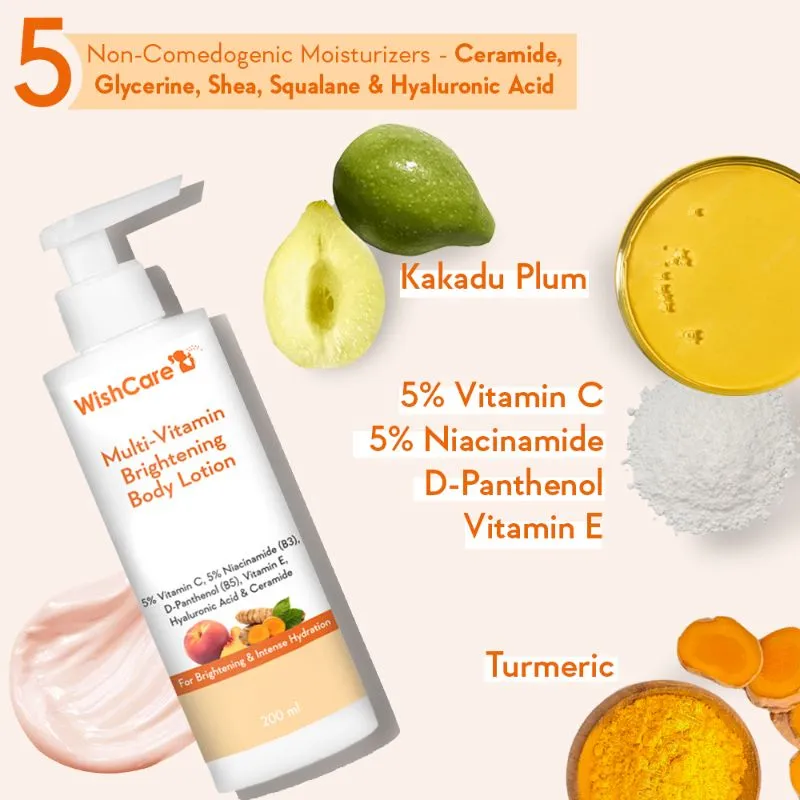 5
Non-Comedogenic Moisturizers - Ceramide,
Glycerine, Shea, Squalane & Hyaluronic Acid
Kakadu Plum
5% Vitamin C
5% Niacinamide
D-Panthenol
Vitamin E
Turmeric
WishCare
Multi-Vitamin
Brightening
Body Lotion
5% Vitamin C, 5% Niacinamide (B3),
D-Panthenol (B5), Vitamin E,
Hyaluronic Acid & Ceramide
For Brightening & Intense Hydration
200 ml